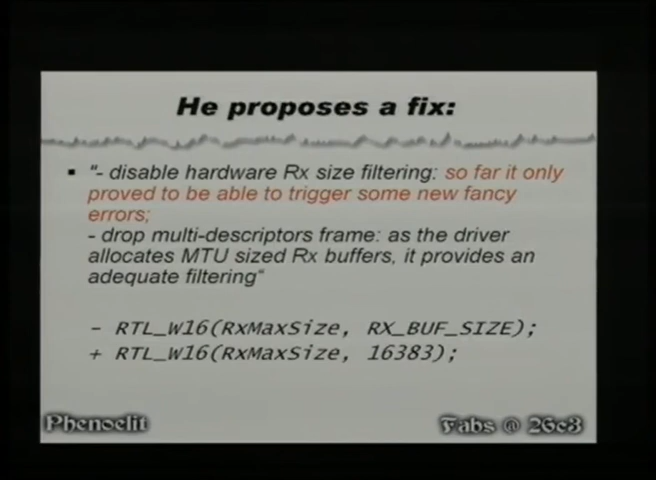 He proposes a fix:
▪ "- disable hardware Rx size filtering: so far it only
proved to be able to trigger some new fancy
errors;
- drop multi-descriptors frame: as the driver
allocates MTU sized Rx buffers, it provides an
adequate filtering"
- RTL_W16(RxMaxSize, RX_BUF_SIZE);
+ RTL_W16(RxMaxSize, 16383);
Phenoelit
Fabs @ 26c3